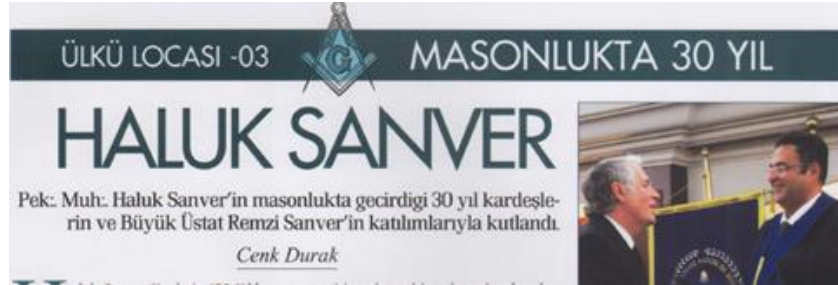 ÜLKÜ LOCASI -03
G
MASONLUKTA 30 YIL
HALUK SANVER
Pek:. Muh:. Haluk Sanver'in masonlukta gecirdigi 30 yıl kardeşle-
rin ve Büyük Üstat Remzi Sanver'in katılımlarıyla kutlandı.
Cenk Durak